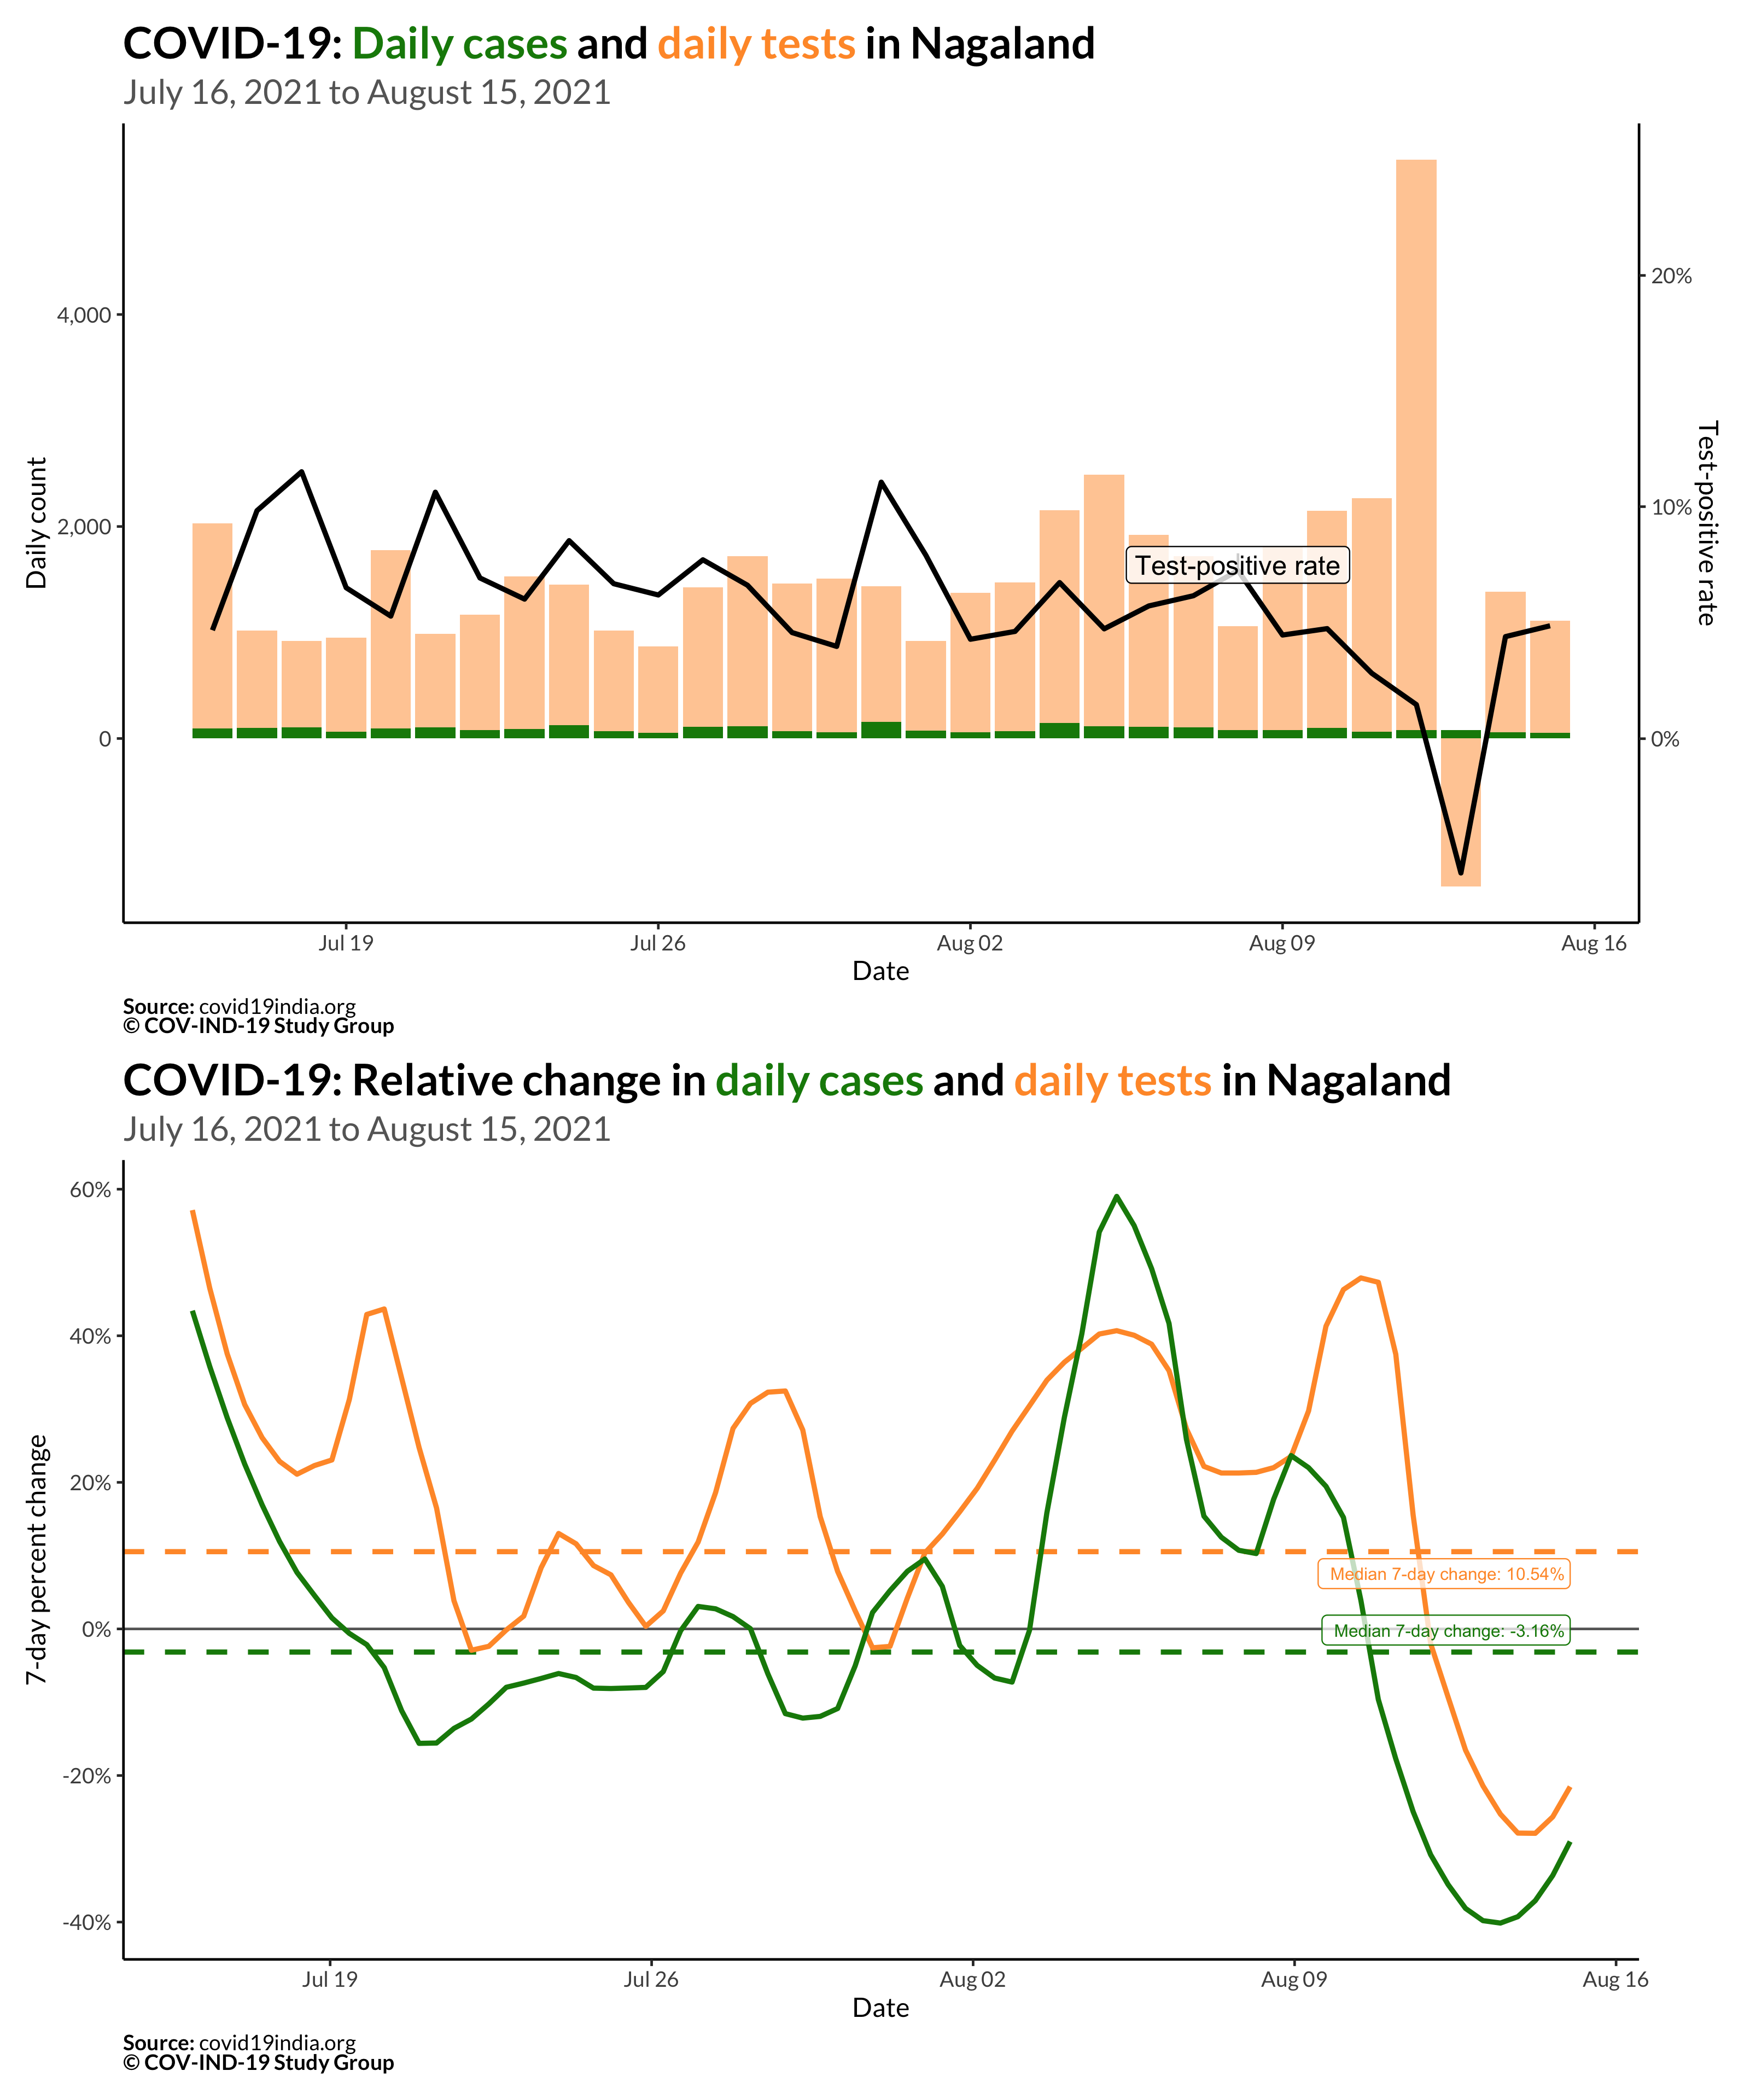 COVID-19: Daily cases and daily tests in Nagaland
July 16, 2021 to August 15, 2021
Daily count
4,000
2,000
0
20%
10%
0%
Test-positive rate
Test-positive rate
Jul 19
Jul 26
Aug 02
Aug 09
Aug 16
Date
Source: covid19india.org
© COV-IND-19 Study Group
COVID-19: Relative change in daily cases and daily tests in Nagaland
July 16, 2021 to August 15, 2021
7-day percent change
60%
40%
20%
0%
-20%
-40%
Median 7-day change: 10.54%
Median 7-day change: -3.16%
Jul 19
Jul 26
Aug 02
Aug 09
Aug 16
Date
Source: covid19india.org
© COV-IND-19 Study Group